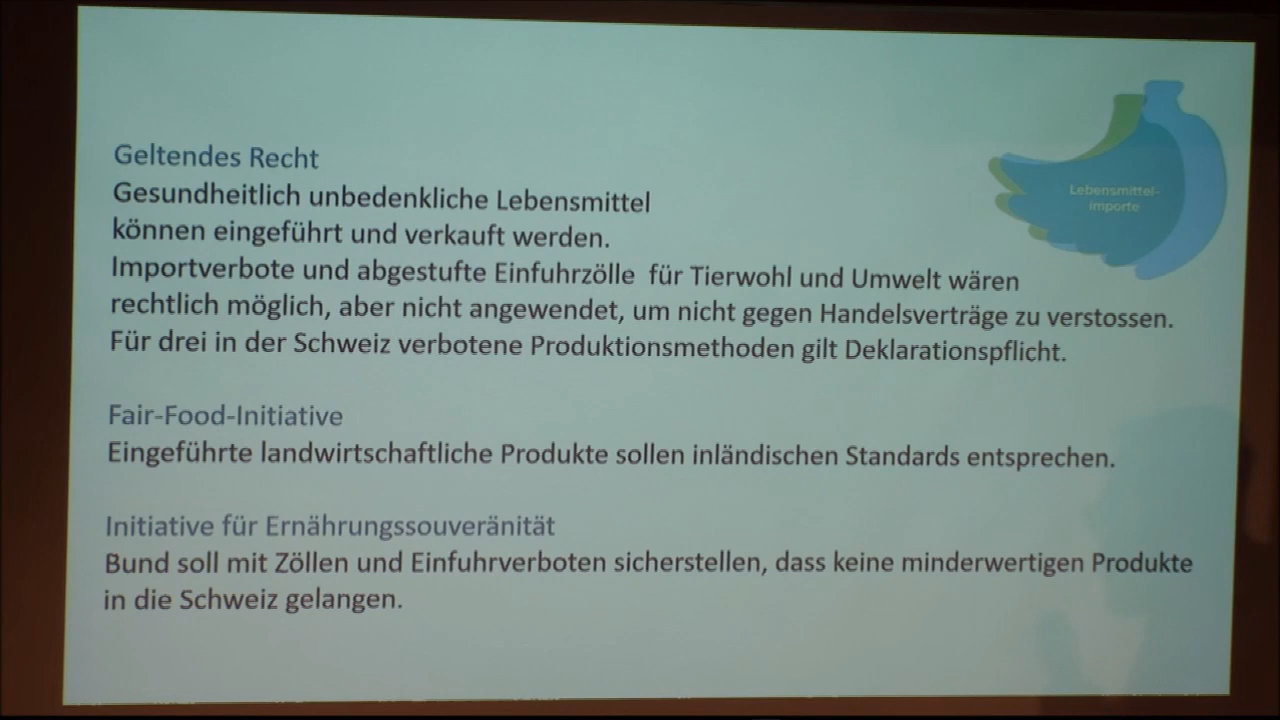 Lebensmittel-
importe
Geltendes Recht
Gesundheitlich unbedenkliche Lebensmittel
können eingeführt und verkauft werden.
Importverbote und abgestufte Einfuhrzölle für Tierwohl und Umwelt wären
rechtlich möglich, aber nicht angewendet, um nicht gegen Handelsverträge zu verstossen.
Für drei in der Schweiz verbotene Produktionsmethoden gilt Deklarationspflicht.
Fair-Food-Initiative
Eingeführte landwirtschaftliche Produkte sollen inländischen Standards entsprechen.
Initiative für Ernährungssouveränität
Bund soll mit Zöllen und Einfuhrverboten sicherstellen, dass keine minderwertigen Produkte
in die Schweiz gelangen.